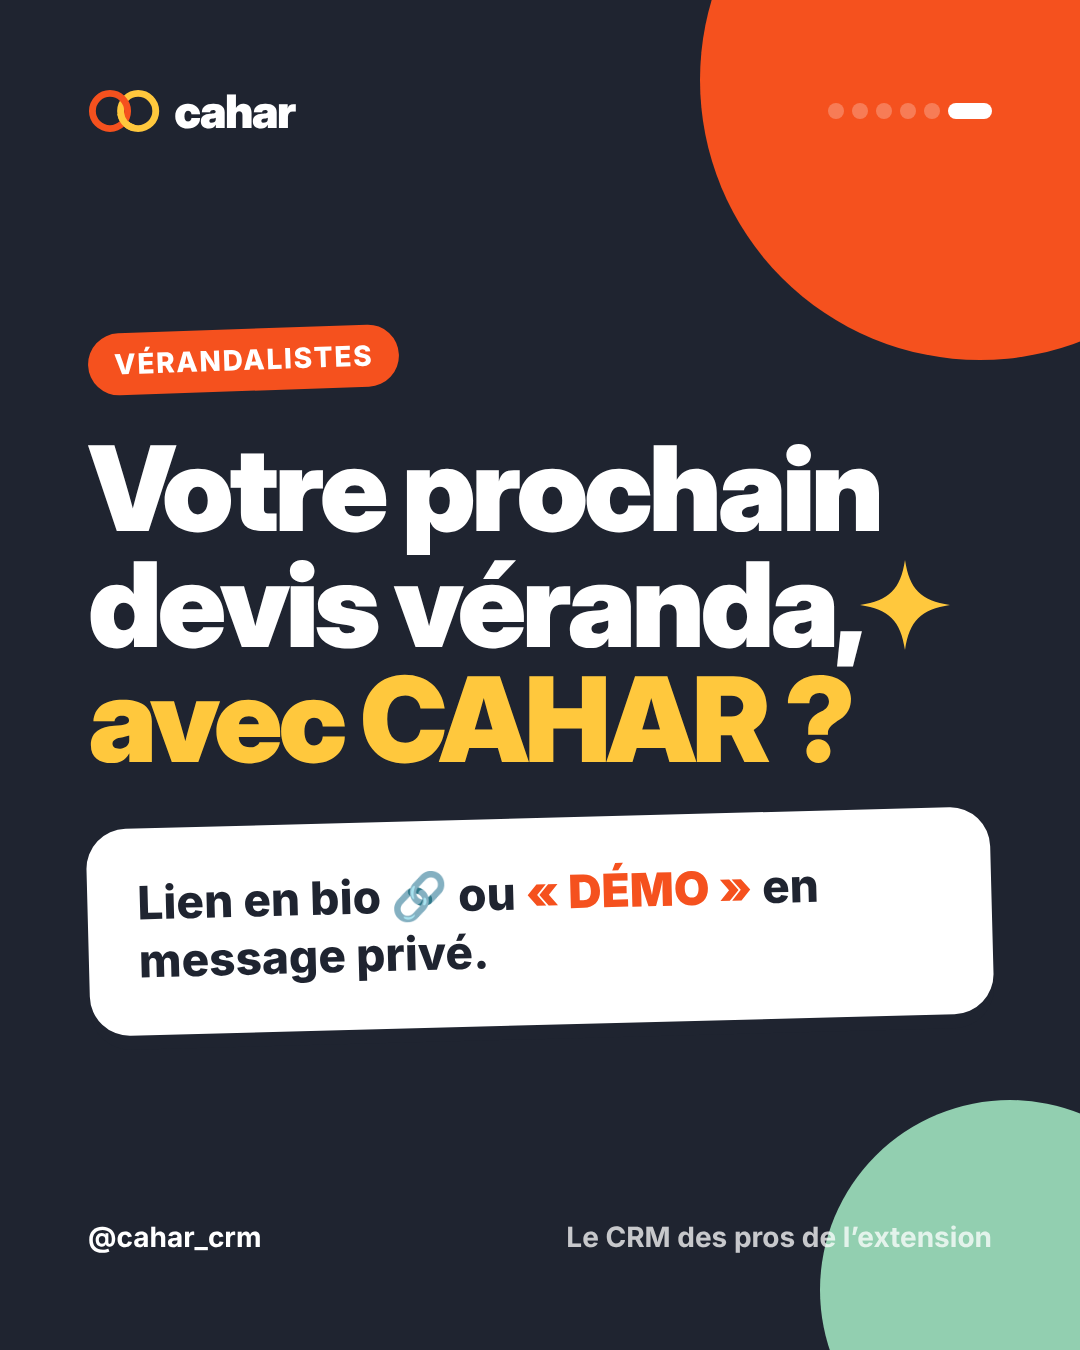 cahar
VÉRANDALISTES
Votre prochain
devis véranda,
avec CAHAR ?
Lien en bio 🔗 ou « DÉMO » en
message privé.
@cahar_crm
Le CRM des pros de l’extension